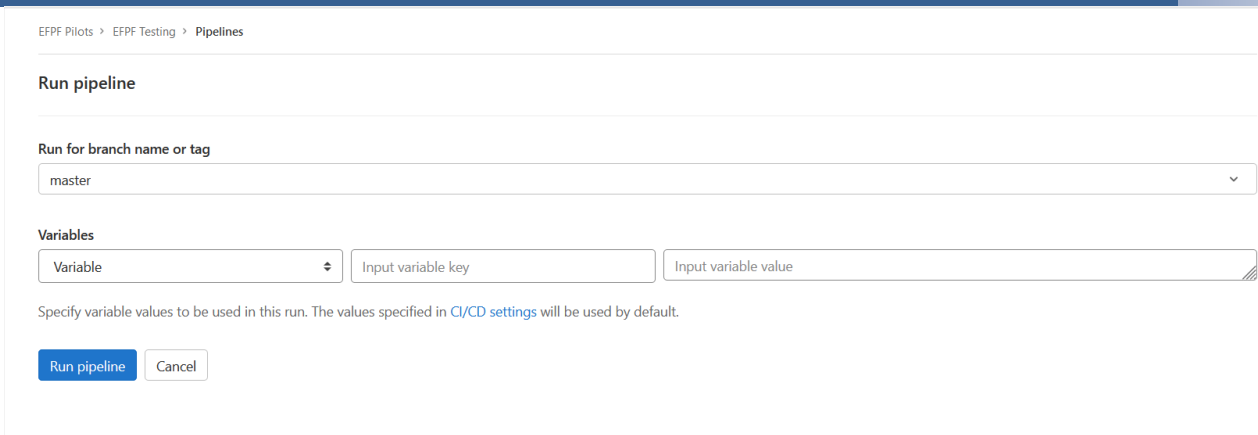 EFPF Pilots > EFPF Testing > Pipelines
Run pipeline
Run for branch name or tag
master
Variables
Variable Input variable key Input variable value
Specify variable values to be used in this run. The values specified in CI/CD settings will be used by default.
Run pipeline Cancel